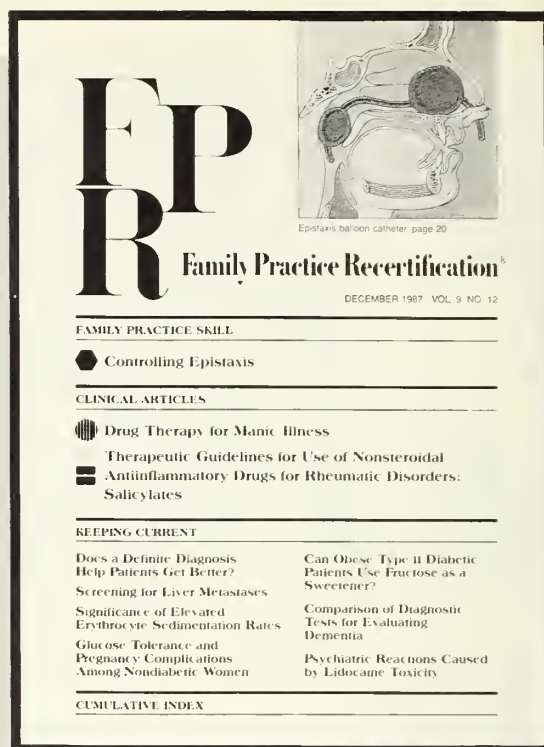 FP
R
Epistaxis balloon catheter page 20
Family Practice Recertification®
DECEMBER 1987 VOL 9 NO 12
FAMILY PRACTICE SKILL
Controlling Epistaxis
CLINICAL ARTICLES
Drug Therapy for Manic Illness
Therapeutic Guidelines for Use of Nonsteroidal
Antiinflammatory Drugs for Rheumatic Disorders:
Salicylates
KEEPING CURRENT
Does a Definite Diagnosis
Help Patients Get Better?
Screening for Liver Metastases
Significance of Elevated
Erythrocyte Sedimentation Rates
Glucose Tolerance and
Pregnancy Complications
Among Nondiabetic Women
Can Obese Type II Diabetic
Patients Use Fructose as a
Sweetener?
Comparison of Diagnostic
Tests for Evaluating
Dementia
Psychiatric Reactions Caused
by Lidocaine Toxicity
CUMULATIVE INDEX